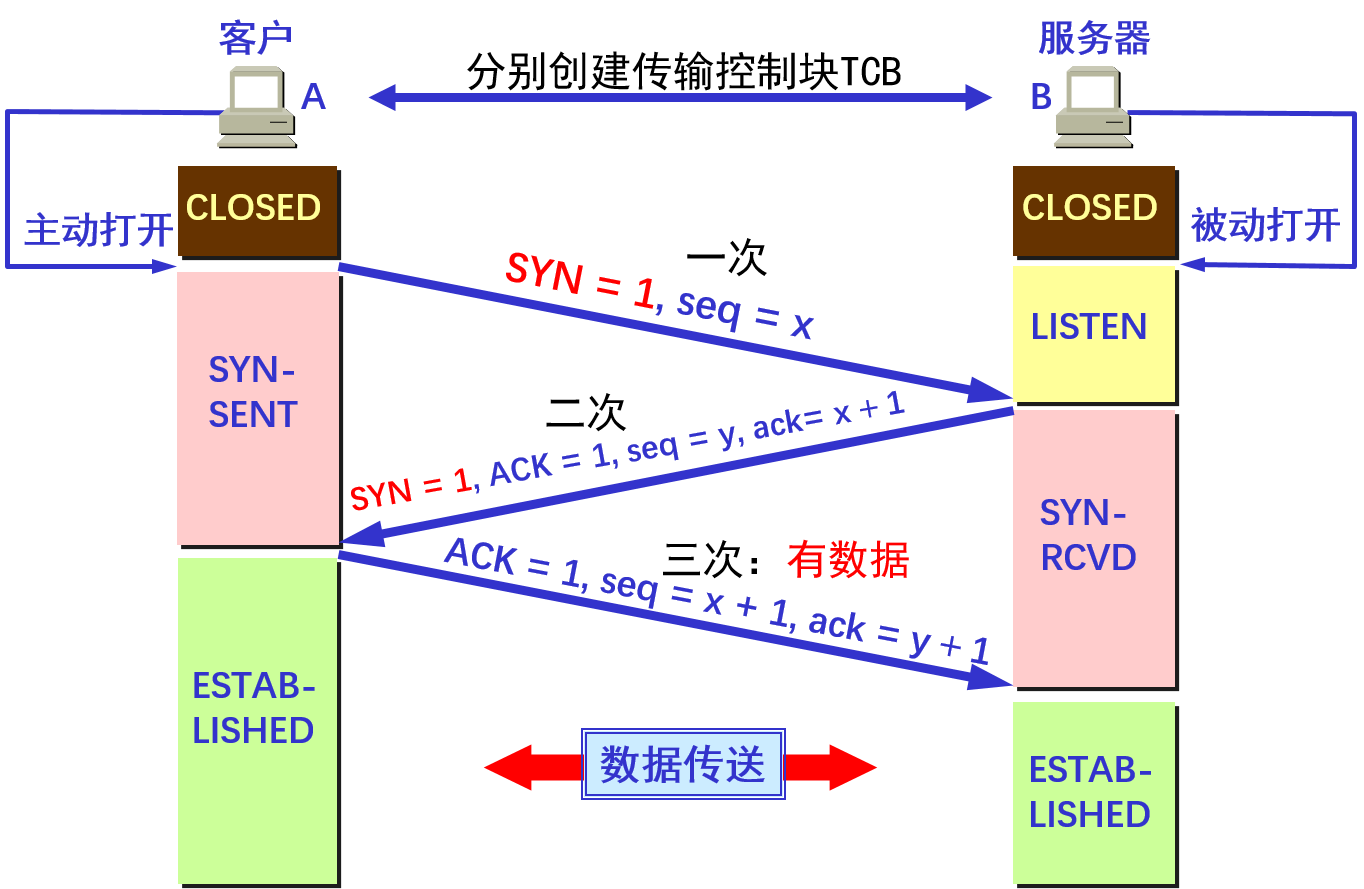 客户
服务器
分别创建传输控制块TCB
A
B
CLOSED
CLOSED
主动打开
被动打开
一次
SYN = 1, seq = x
LISTEN
SYN-
SENT
二次
SYN = 1, ACK = 1, seq = y, ack= x + 1
SYN-
RCVD
三次：有数据
ACK = 1, seq = x + 1, ack = y + 1
ESTAB-
LISHED
数据传送
ESTAB-
LISHED